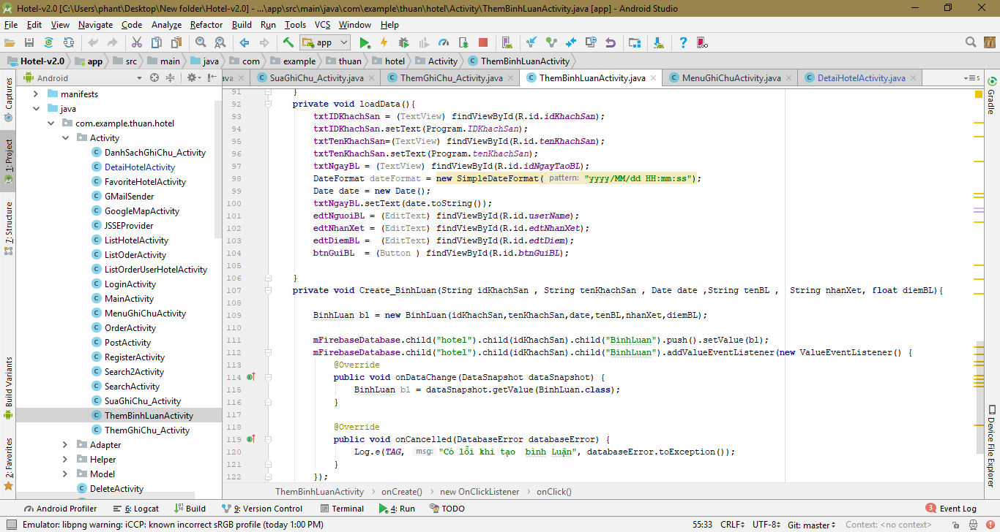 Hotel-v2.0 [C:\Users\phant\Desktop\New folder\Hotel-v2.0] - ...\app\src\main\java\com\example\thuan\hotel\Activity\ThemBinhLuanActivity.java [app] - Android Studio
File Edit View Navigate Code Analyze Refactor Build Run Tools VCS Window Help
app
Hotel-v2.0 app src main java com example thuan hotel Activity ThemBinhLuanActivity
Android
ava SuaGhiChu_Activity.java ThemGhiChu_Activity.java ThemBinhLuanActivity.java MenuGhiChuActivity.java DetaiHotelActivity.java 5
Captures
1: Project
7: Structure
Build Variants
2: Favorites
manifests
java
com.example.thuan.hotel
Activity
DanhSachGhiChu_Activity
DetaiHotelActivity
FavoriteHotelActivity
GMailSender
GoogleMapActivity
JSSEProvider
ListHotelActivity
ListOderActivity
ListOrderUserHotelActivity
LoginActivity
MainActivity
MenuGhiChuActivity
OrderActivity
PostActivity
RegisterActivity
Search2Activity
SearchActivity
SuaGhiChu_Activity
ThemBinhLuanActivity
ThemGhiChu_Activity
Adapter
Helper
Model
DeleteActivity
91 }
92 private void loadData(){
93 txtIDKhachSan = (TextView) findViewById(R.id.idKhachSan);
94 txtIDKhachSan.setText(Program.IDKhachSan);
95 txtTenKhachSan=(TextView) findViewById(R.id.tenKhachSan);
96 txtTenKhachSan.setText(Program.tenKhachSan);
97 txtNgayBL = (TextView) findViewById(R.id.idNgayTaoBL);
98 DateFormat dateFormat = new SimpleDateFormat( pattern: "yyyy/MM/dd HH:mm:ss");
99 Date date = new Date();
100 txtNgayBL.setText(date.toString());
101 edtNguoiBL = (EditText) findViewById(R.id.userName);
102 edtNhanXet = (EditText) findViewById(R.id.edtNhanXet);
103 edtDiemBL =  (EditText) findViewById(R.id.edtDiem);
104 btnGuiBL  = (Button ) findViewById(R.id.btnGuiBL);
105
106 }
107 private void Create_BinhLuan(String idKhachSan , String tenKhachSan , Date date ,String tenBL ,  String nhanXet, float diemBL){
108
109 BinhLuan bl = new BinhLuan(idKhachSan,tenKhachSan,date,tenBL,nhanXet,diemBL);
110
111 mFirebaseDatabase.child("hotel").child(idKhachSan).child("BinhLuan").push().setValue(bl);
112 mFirebaseDatabase.child("hotel").child(idKhachSan).child("BinhLuan").addValueEventListener(new ValueEventListener() {
113 @Override
114 public void onDataChange(DataSnapshot dataSnapshot) {
115 BinhLuan bl = dataSnapshot.getValue(BinhLuan.class);
116 }
117
118 @Override
119 public void onCancelled(DatabaseError databaseError) {
120 Log.e(TAG, msg: "Có lỗi khi tạo  bình Luận", databaseError.toException());
121 }
122 });
ThemBinhLuanActivity onCreate() new OnClickListener onClick()
Gradle
Device File Explorer
Android Profiler 6: Logcat Build 9: Version Control Terminal 4: Run TODO 3 Event Log
Emulator: libpng warning: iCCP: known incorrect sRGB profile (today 1:00 PM) 55:33 CRLF UTF-8 Git: master Context: <no context>